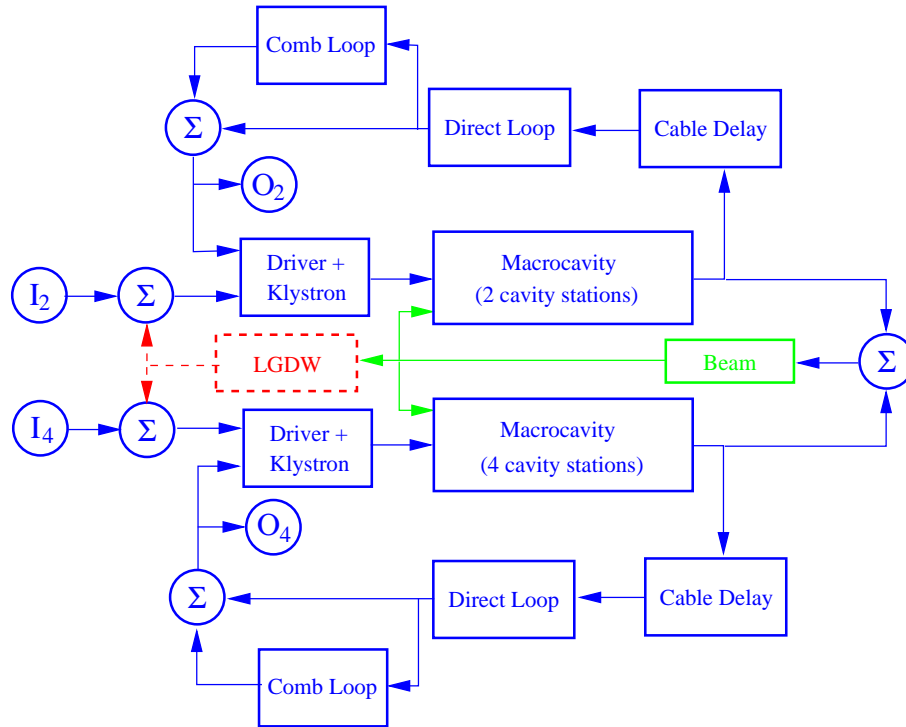 Comb Loop
Σ
Direct Loop
Cable Delay
O2
Driver +
Klystron
Macrocavity
(2 cavity stations)
I2
Σ
LGDW
Beam
Σ
I4
Σ
Driver +
Klystron
Macrocavity
(4 cavity stations)
O4
Σ
Direct Loop
Cable Delay
Comb Loop